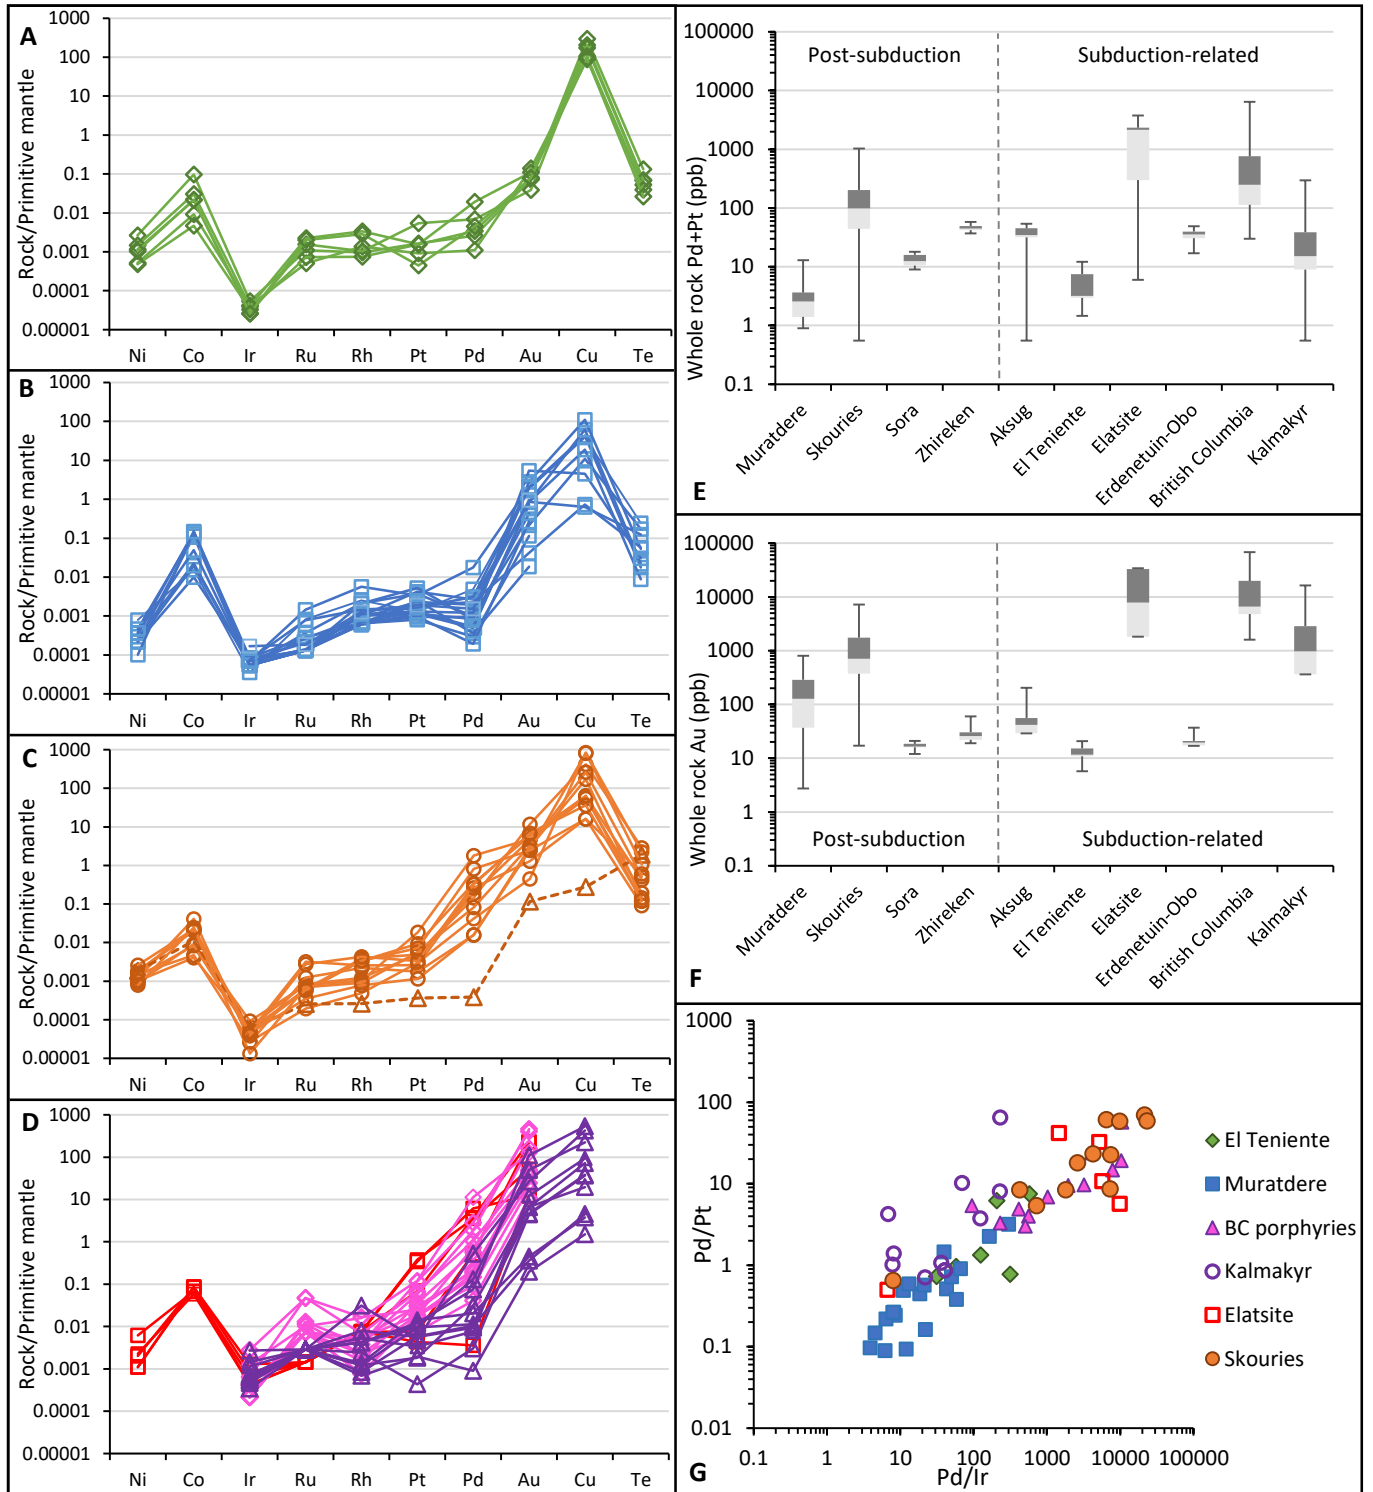 A
Rock/Primitive mantle
1000
100
10
1
0.1
0.01
0.001
0.0001
0.00001
Ni Co Ir Ru Rh Pt Pd Au Cu Te
B
Rock/Primitive mantle
1000
100
10
1
0.1
0.01
0.001
0.0001
0.00001
Ni Co Ir Ru Rh Pt Pd Au Cu Te
C
Rock/Primitive mantle
1000
100
10
1
0.1
0.01
0.001
0.0001
0.00001
Ni Co Ir Ru Rh Pt Pd Au Cu Te
D
Rock/Primitive mantle
1000
100
10
1
0.1
0.01
0.001
0.0001
0.00001
Ni Co Ir Ru Rh Pt Pd Au Cu Te
E
Whole rock Pd+Pt (ppb)
100000
10000
1000
100
10
1
0.1
Post-subduction Subduction-related
Muratdere
Skouries
Sora
Zhireken
Aksug
El Teniente
Elatsite
Erdenetuin-Obo
British Columbia
Kalmakyr
F
Whole rock Au (ppb)
100000
10000
1000
100
10
1
0.1
Post-subduction Subduction-related
Muratdere
Skouries
Sora
Zhireken
Aksug
El Teniente
Elatsite
Erdenetuin-Obo
British Columbia
Kalmakyr
G
Pd/Pt
1000
100
10
1
0.1
0.01
0.1 1 10 100 1000 10000 100000
Pd/Ir
El Teniente
Muratdere
BC porphyries
Kalmakyr
Elatsite
Skouries